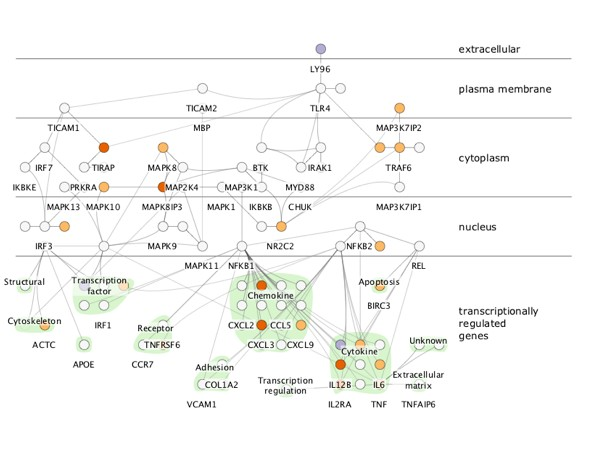 extracellular
LY96
plasma membrane
TICAM2
TLR4
TICAM1
MBP
MAP3K7IP2
cytoplasm
IRF7
TIRAP
MAPK8
BTK
IRAK1
TRAF6
IKBKE
PRKRA
MAP2K4
MAP3K1
MYD88
MAPK13
MAPK10
MAPK8IP3
MAPK1
IKBKB
CHUK
MAP3K7IP1
nucleus
IRF3
MAPK9
NR2C2
NFKB2
MAPK11
NFKB1
REL
Structural
Transcription
factor
Chemokine
Apoptosis
BIRC3
transcriptionally
regulated
genes
Cytoskeleton
IRF1
Receptor
CXCL2
CCL5
ACTC
TNFRSF6
CXCL3
CXCL9
Cytokine
Unknown
APOE
CCR7
Adhesion
COL1A2
Transcription
regulation
IL12B
IL6
Extracellular
matrix
VCAM1
IL2RA
TNF
TNFAIP6